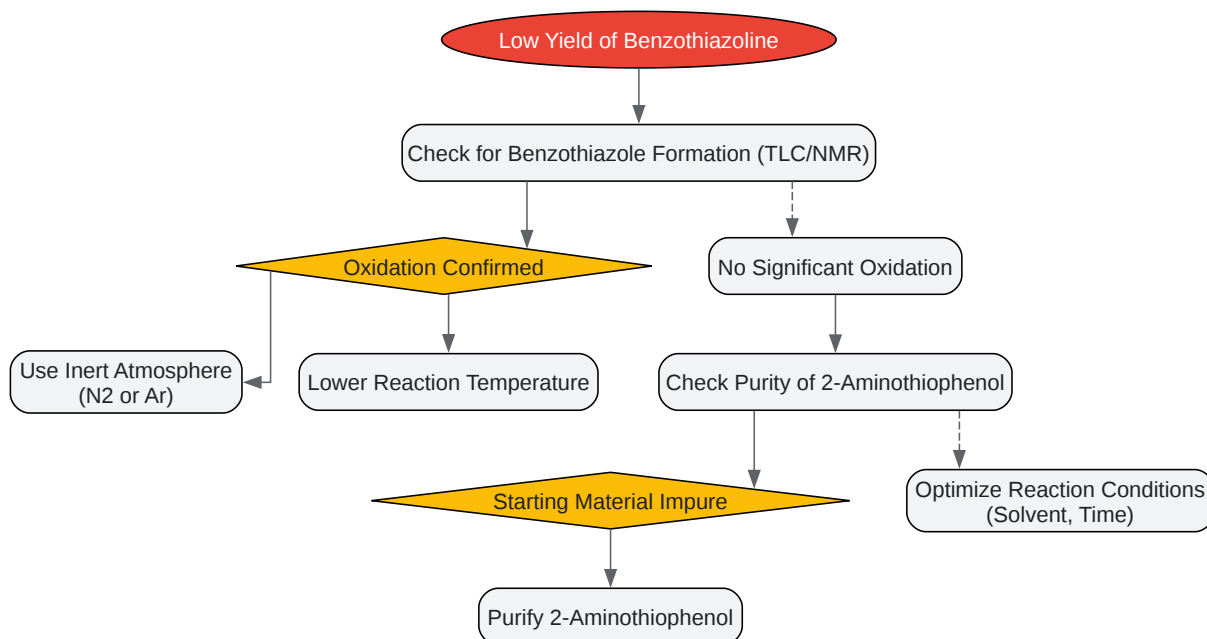 Low Yield of Benzothiazoline
Check for Benzothiazole Formation (TLC/NMR)
Oxidation Confirmed
No Significant Oxidation
Use Inert Atmosphere
(N2 or Ar)
Lower Reaction Temperature
Check Purity of 2-Aminothiophenol
Starting Material Impure
Optimize Reaction Conditions
(Solvent, Time)
Purify 2-Aminothiophenol